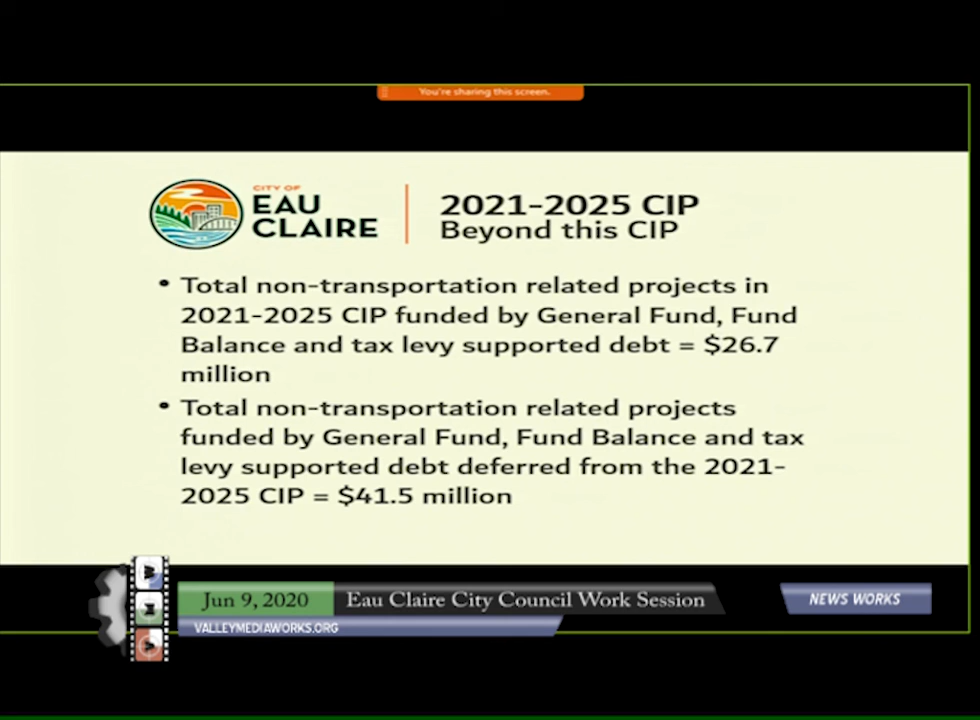 You're sharing this screen.
CITY OF
EAU
CLAIRE
2021-2025 CIP
Beyond this CIP
• Total non-transportation related projects in
2021-2025 CIP funded by General Fund, Fund
Balance and tax levy supported debt = $26.7
million
• Total non-transportation related projects
funded by General Fund, Fund Balance and tax
levy supported debt deferred from the 2021-
2025 CIP = $41.5 million
Jun 9, 2020
Eau Claire City Council Work Session
NEWS WORKS
VALLEYMEDIAWORKS.ORG